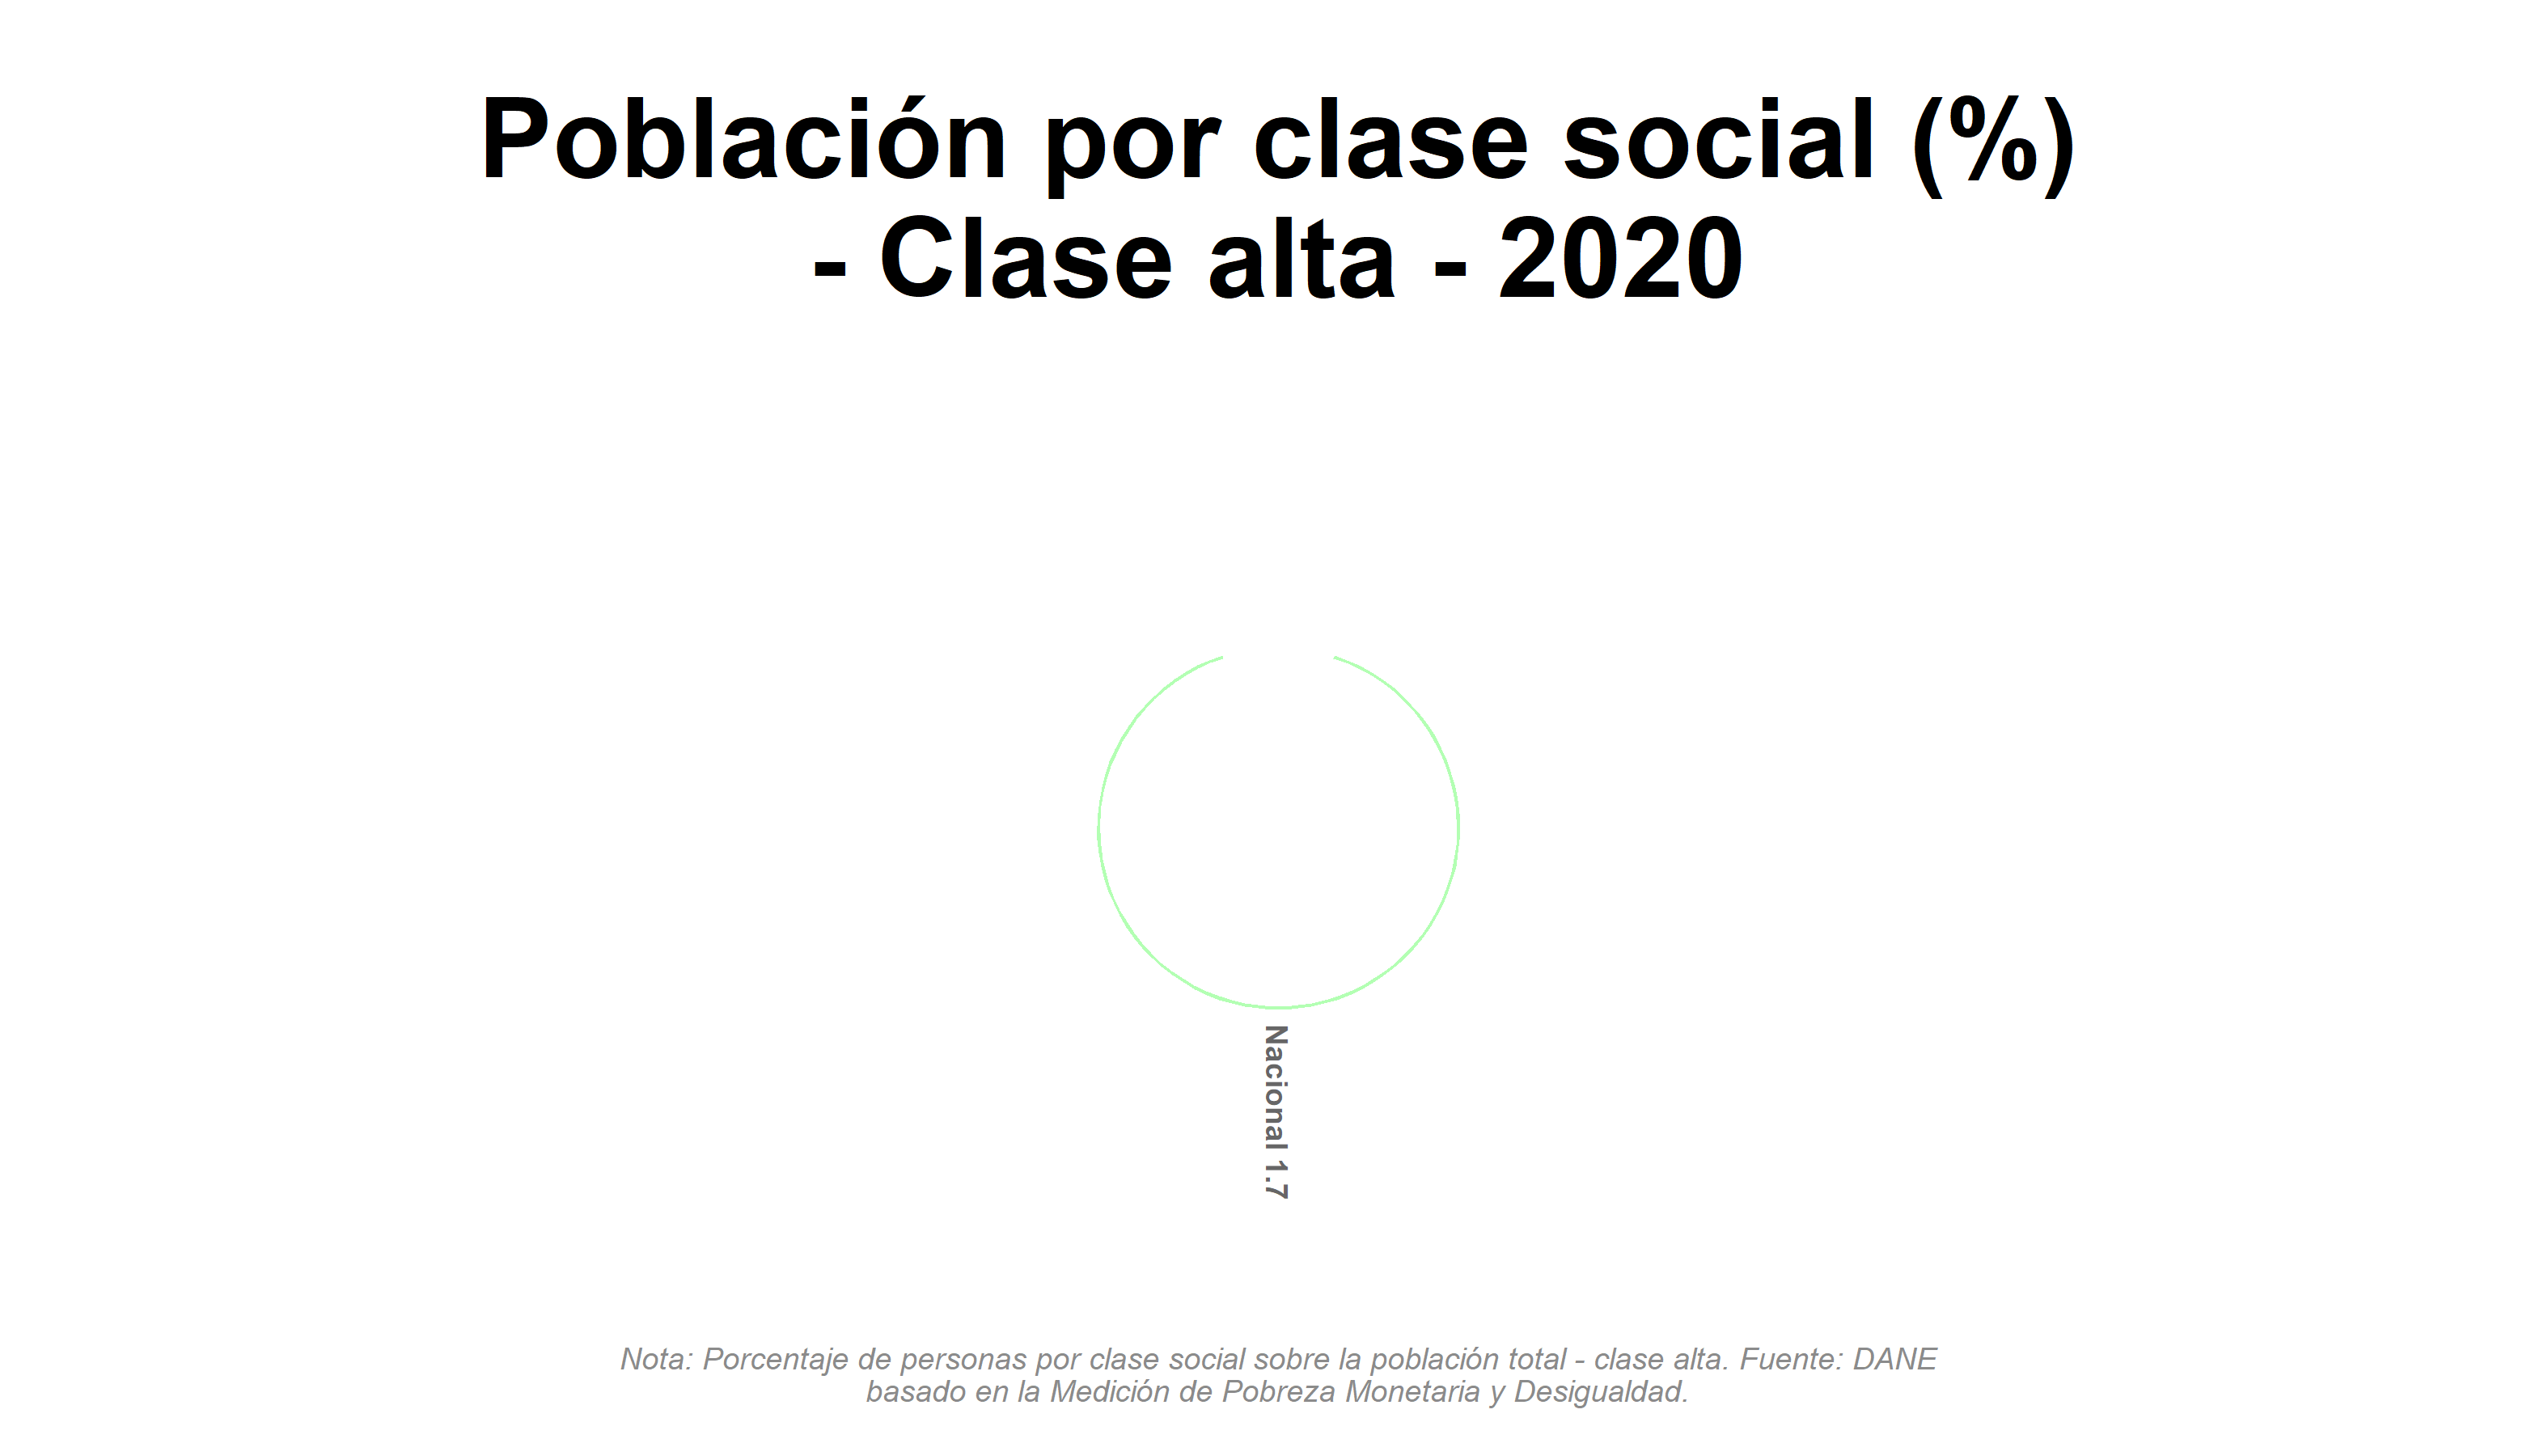 Población por clase social (%)
- Clase alta - 2020
Nacional 1.7
Nota: Porcentaje de personas por clase social sobre la población total - clase alta. Fuente: DANE
basado en la Medición de Pobreza Monetaria y Desigualdad.